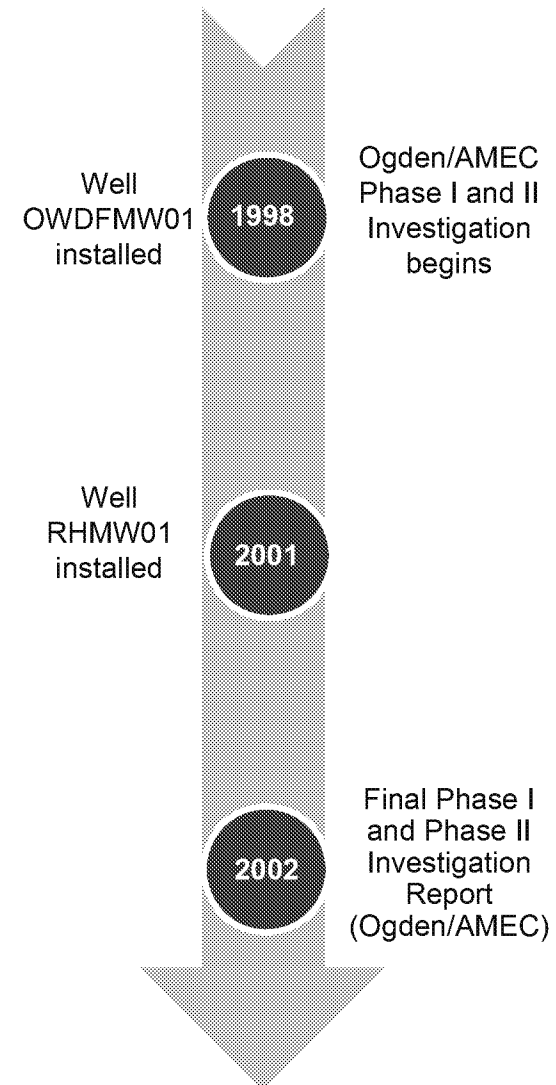 Well
OWDFMW01
installed
1998
Ogden/AMEC
Phase I and II
Investigation
begins
Well
RHMW01
installed
2001
2002
Final Phase I
and Phase II
Investigation
Report
(Ogden/AMEC)